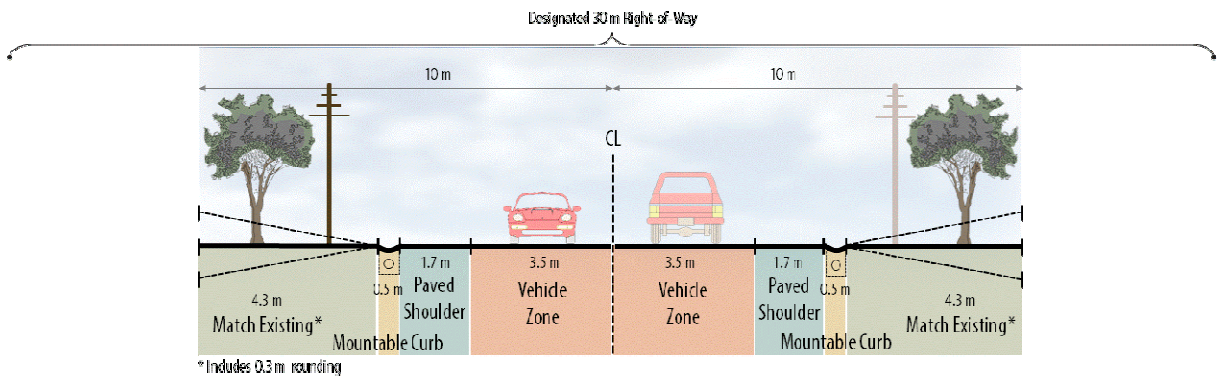 Designated 30 m Right-of-Way
10 m
10 m
CL
1.7 m
3.5 m
3.5 m
1.7 m
0.5 m
Paved
Shoulder
Vehicle
Zone
Vehicle
Zone
Paved
Shoulder
0.5 m
4.3 m
Match Existing*
4.3 m
Match Existing*
Mountable Curb
Mountable Curb
* Includes 0.3 m rounding